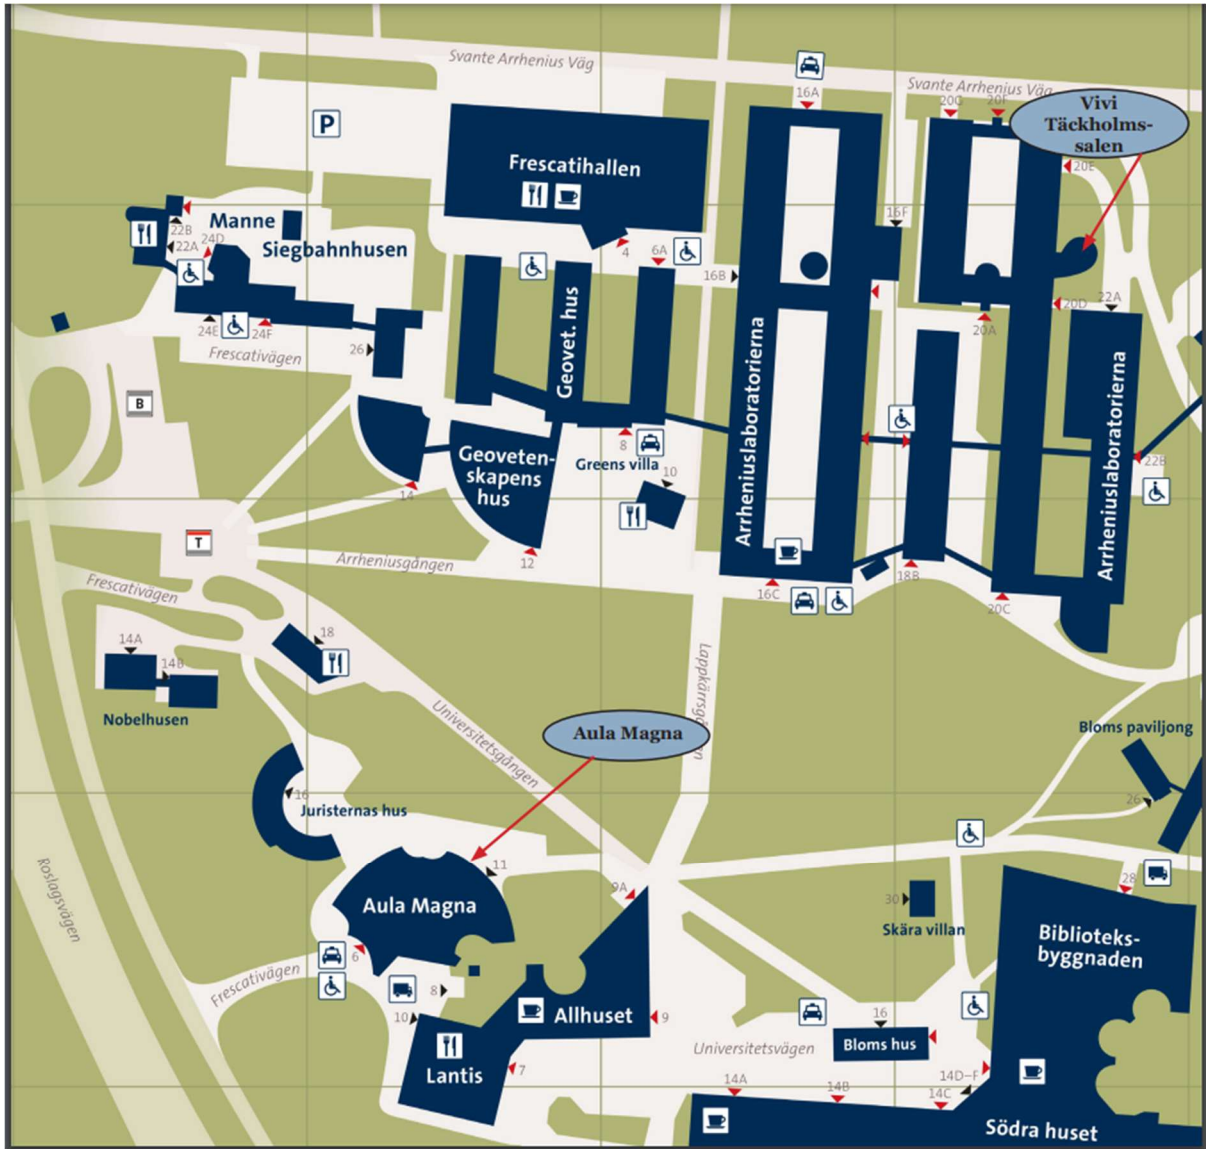 Svante Arrhenius Väg
Svante Arrhenius Väg
16A
20G
20F
Vivi
Täckholms-
salen
P
Frescatihallen
20E
Manne
Siegbahnhusen
22B
22A
24D
16F
4
6A
16B
20D
22A
20A
24E
24F
26
Frescativägen
Geovet. hus
Arrheniuslaboratorierna
Arrheniuslaboratorierna
B
8
Greens villa
10
Geoveten-
skapens
hus
14
22B
12
T
Arrheniusgången
16C
18B
20C
Frescativägen
14A
14B
18
Nobelhusen
Universitetsgången
Aula Magna
Bloms paviljong
26
16
Juristernas hus
11
Roslagsvägen
Aula Magna
9A
28
30
Skära villan
Biblioteks-
byggnaden
6
Frescativägen
8
10
Allhuset
9
16
Bloms hus
Universitetsvägen
Lantis
7
14A
14B
14C
14D–F
Södra huset